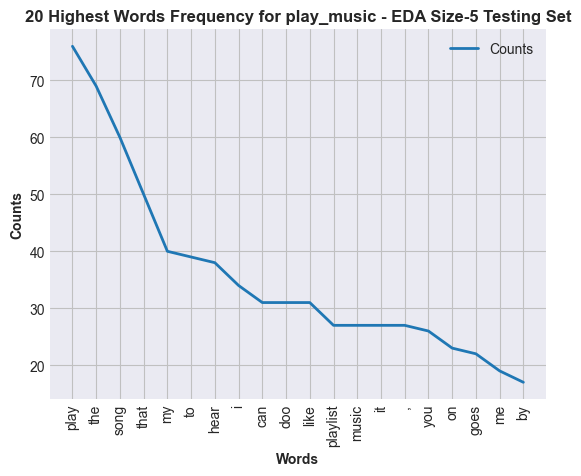 20 Highest Words Frequency for play_music - EDA Size-5 Testing Set
Counts
70
60
50
40
30
20
Counts
play
the
song
that
my
to
hear
i
can
doo
like
playlist
music
it
,
you
on
goes
me
by
Words